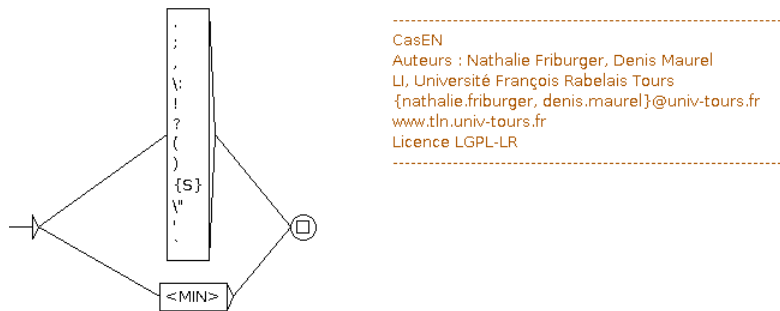 .
;
,
\:
!
?
(
)
{S}
\"
'
`
<MIN>
-----------------------------------------------------------------
CasEN
Auteurs : Nathalie Friburger, Denis Maurel
LI, Université François Rabelais Tours
{nathalie.friburger, denis.maurel}@univ-tours.fr
www.tln.univ-tours.fr
Licence LGPL-LR
-----------------------------------------------------------------